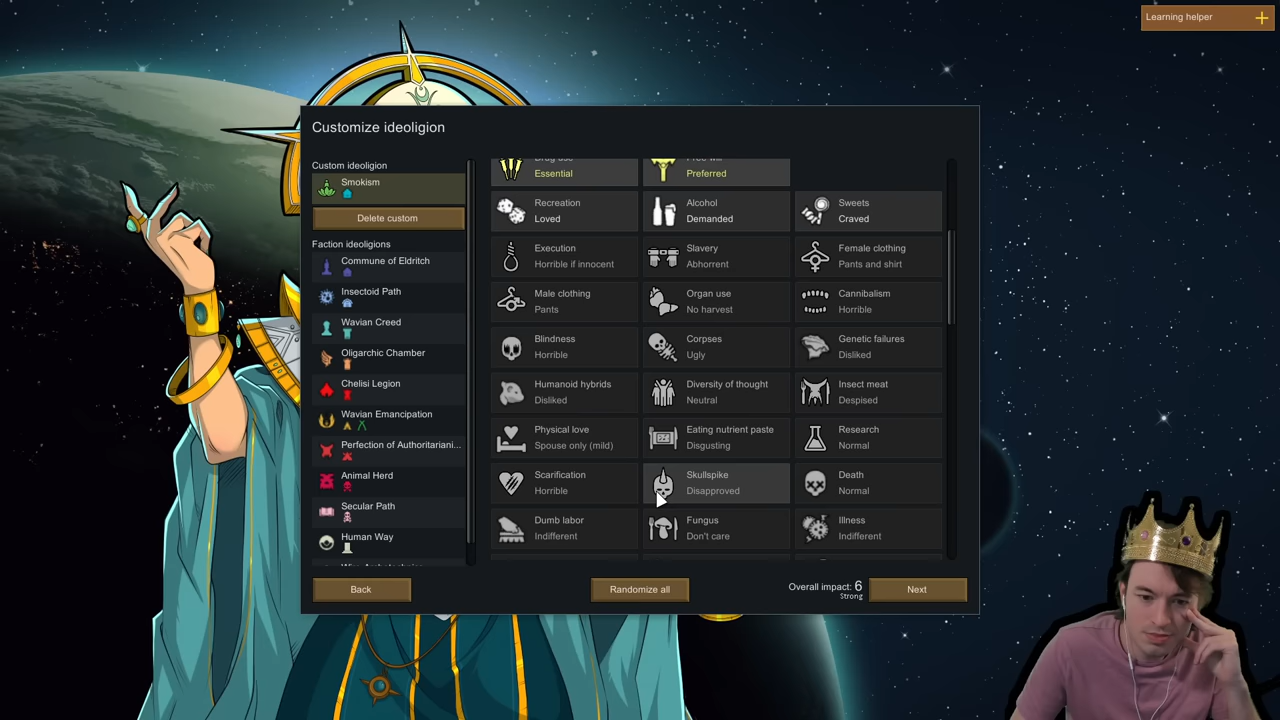 Learning helper
Customize ideoligion
Custom ideoligion
Smokism
Delete custom
Faction ideoligions
Commune of Eldritch
Insectoid Path
Wavian Creed
Oligarchic Chamber
Chelisi Legion
Wavian Emancipation
Perfection of Authoritariani...
Animal Herd
Secular Path
Human Way
Essential
Preferred
Recreation
Loved
Alcohol
Demanded
Sweets
Craved
Execution
Horrible if innocent
Slavery
Abhorrent
Female clothing
Pants and shirt
Male clothing
Pants
Organ use
No harvest
Cannibalism
Horrible
Blindness
Horrible
Corpses
Ugly
Genetic failures
Disliked
Humanoid hybrids
Disliked
Diversity of thought
Neutral
Insect meat
Despised
Physical love
Spouse only (mild)
Eating nutrient paste
Disgusting
Research
Normal
Scarification
Horrible
Skullspike
Disapproved
Death
Normal
Dumb labor
Indifferent
Fungus
Don't care
Illness
Indifferent
Back
Randomize all
Overall impact: 6
Strong
Next